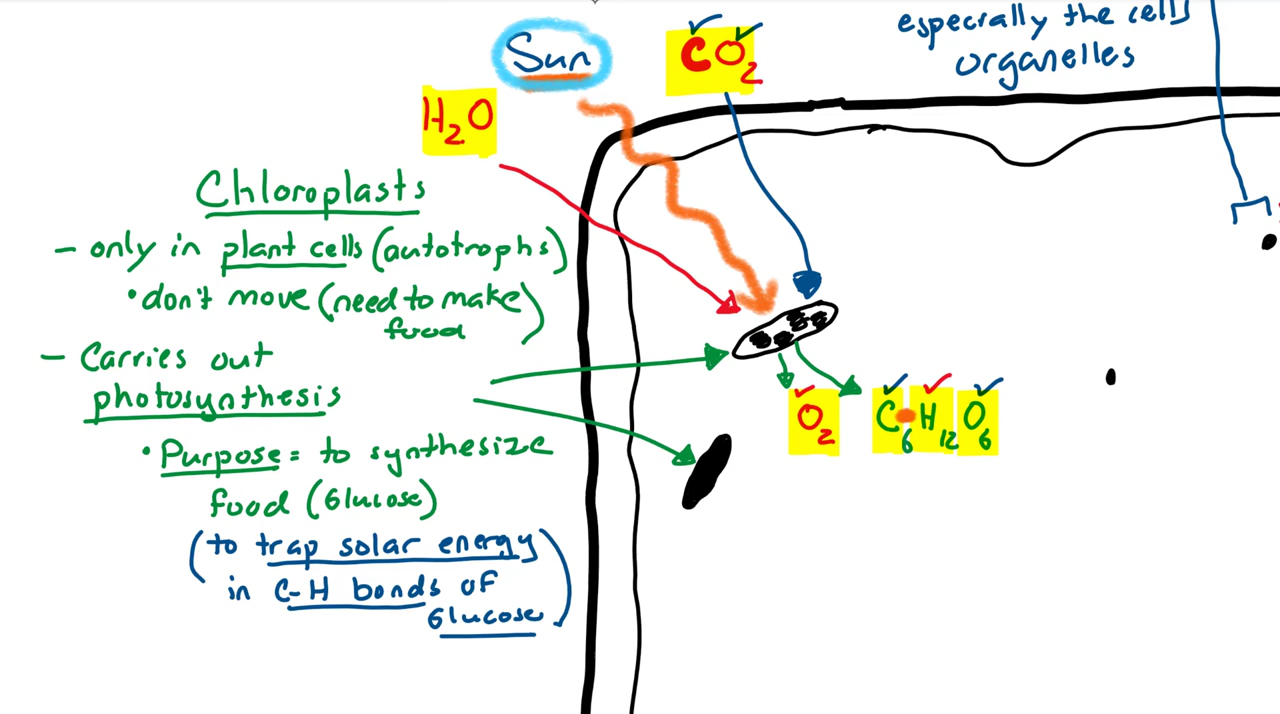 especially the cells
organelles
Sun
CO2
H2O
Chloroplasts
- only in plant cells (autotrophs)
• don't move (need to make
food)
- Carries out
photosynthesis
• Purpose = to synthesize
food (Glucose)
(to trap solar energy
in C-H bonds of
Glucose)
O2
C6H12O6